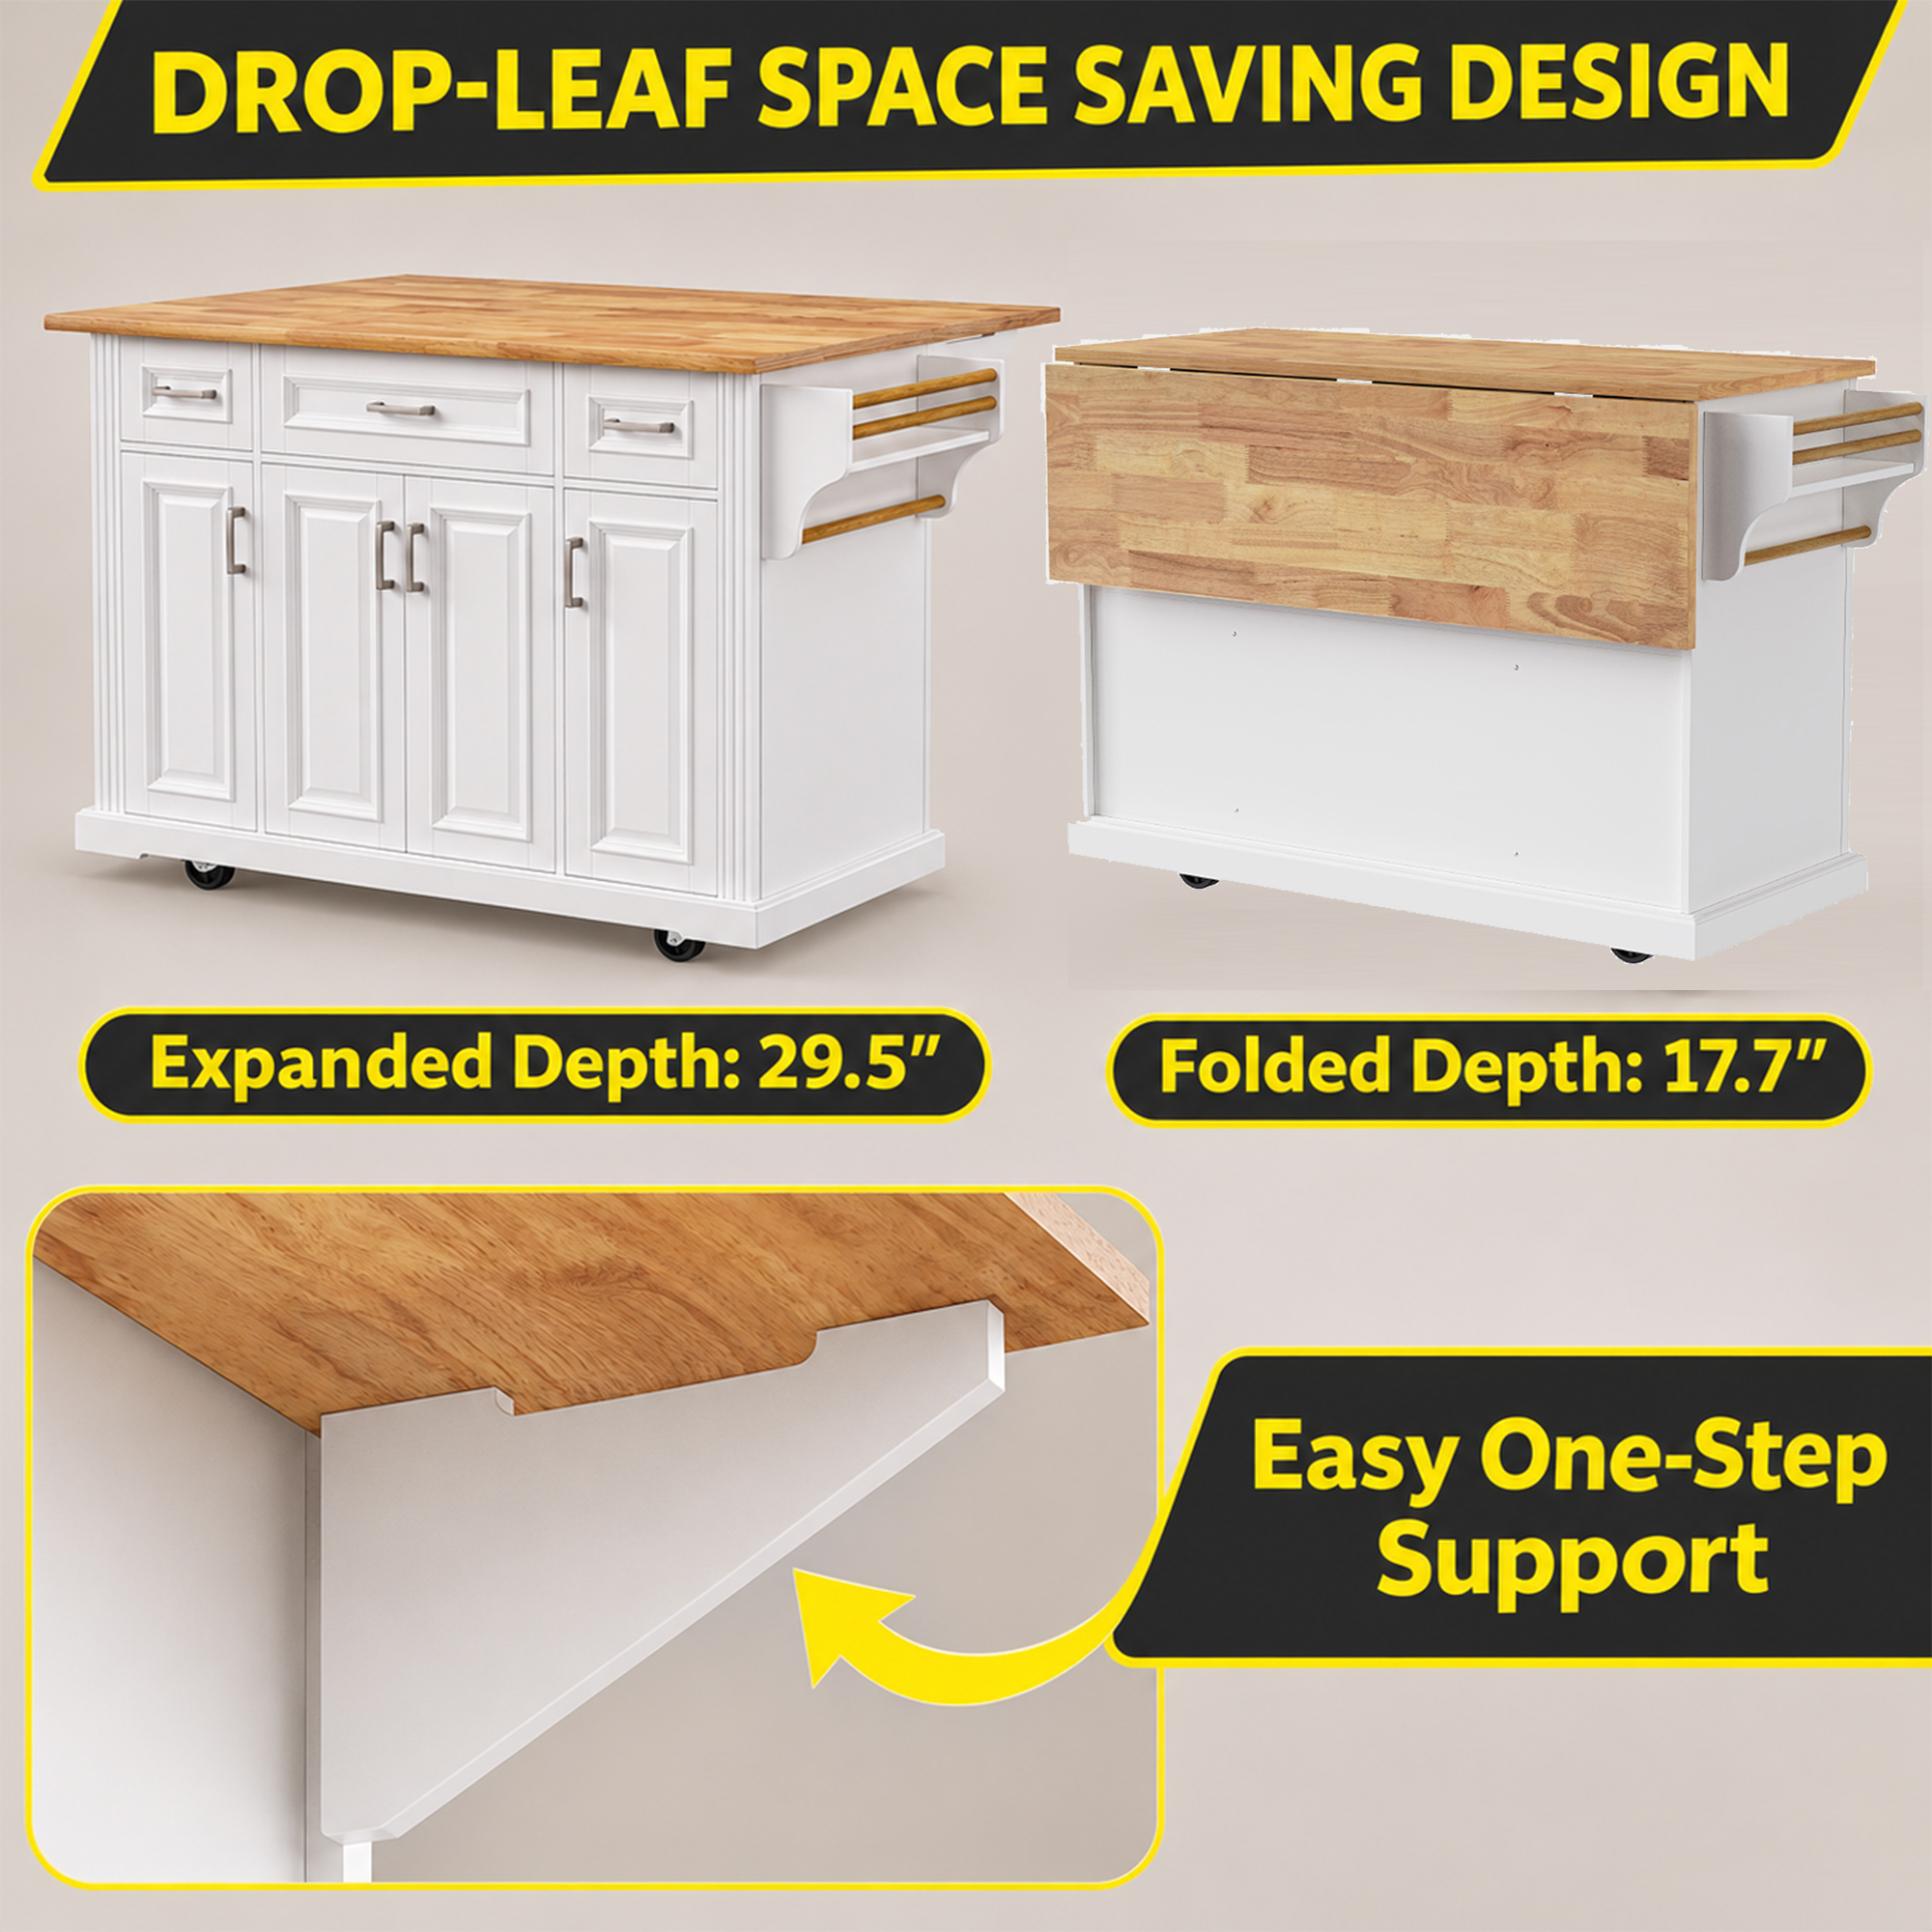 DROP-LEAF SPACE SAVING DESIGN
Expanded Depth: 29.5"
Folded Depth: 17.7"
Easy One-Step
Support